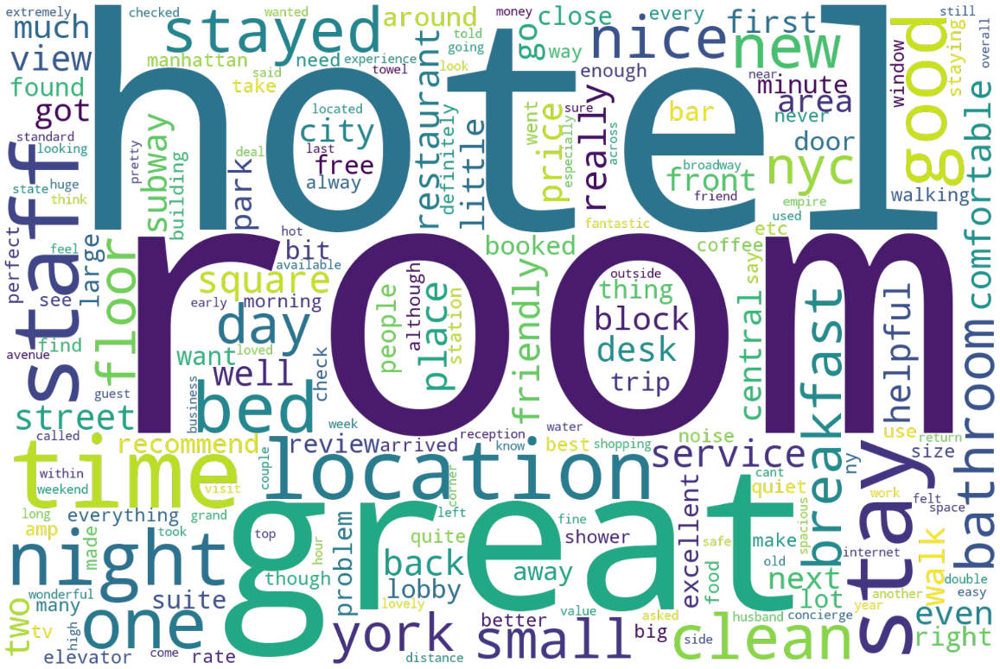 hotel
room
great
extremely
checked
wanted
stayed
around
money
told
going
close
every
way
go
nice
first
new
still
overall
good
staying
much
view
manhattan
need
experience
towel
take
said
look
restaurant
enough
near
minute
area
window
found
got
subway
building
located
city
last
free
alway
definitely
little
went
price
especially
sure
really
across
bar
never
door
comfortable
standard
looking
pretty
deal
park
broadway
front
friend
nyc
walking
state
huge
think
staff
feel
perfect
see
large
floor
hot
bit
available
square
fantastic
booked
empire
used
etc
coffee
say
early
morning
day
people
although
station
place
friendly
outside
thing
block
desk
trip
central
breakfast
helpful
bathroom
find
avenue
guest
want
loved
well
check
business
bed
street
called
time
recommend
week
review
arrived
reception
know
water
shopping
best
noise
service
ny
use
return
size
within
weekend
visit
couple
location
corner
cant
quiet
work
felt
space
stay
long
grand
everything
amp
made
took
night
top
hour
though
problem
quite
left
fine
shower
excellent
safe
make
spacious
internet
walk
two
wonderful
many
suite
back
lobby
lovely
away
food
old
next
lot
year
another
double
easy
tv
high
one
york
better
value
small
big
asked
husband
concierge
even
elevator
come
rate
distance
side
clean
right